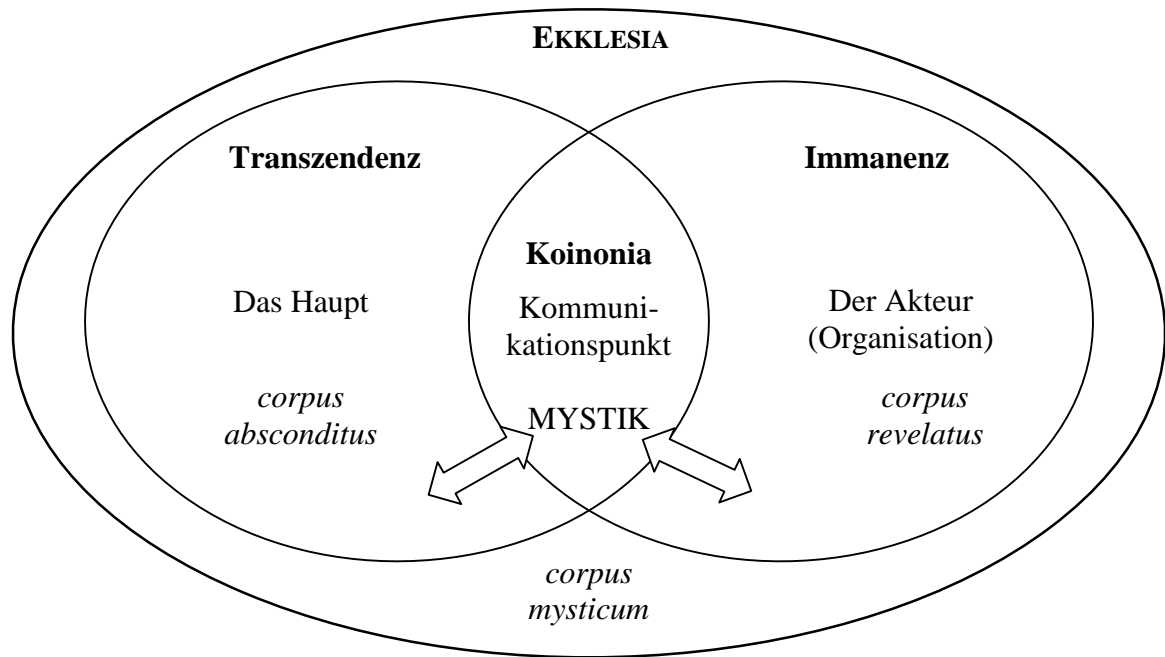 EKKLESIA
Transzendenz
Immanenz
Koinonia
Das Haupt
Kommuni-
kationspunkt
Der Akteur
(Organisation)
corpus
absconditus
MYSTIK
corpus
revelatus
corpus
mysticum